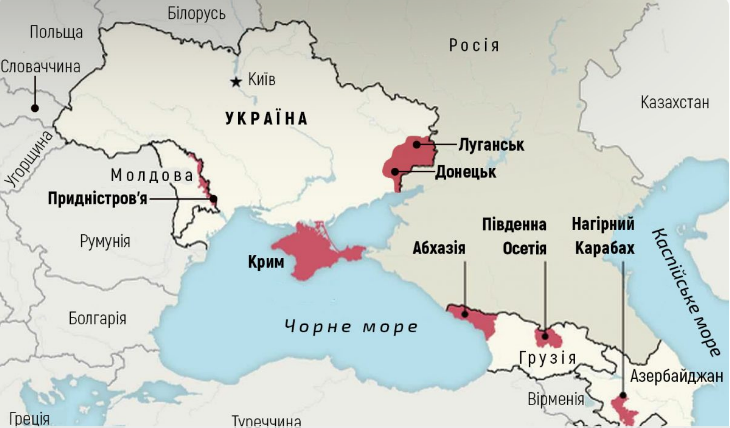 Білорусь
Польща
Росія
Словаччина
Київ
Казахстан
УКРАЇНА
Угорщина
Луганськ
Молдова
Донецьк
Придністров'я
Південна
Осетія
Нагірний
Карабах
Румунія
Абхазія
Крим
Каспійське море
Болгарія
Чорне море
Грузія
Азербайджан
Вірменія
Греція
Туреччина